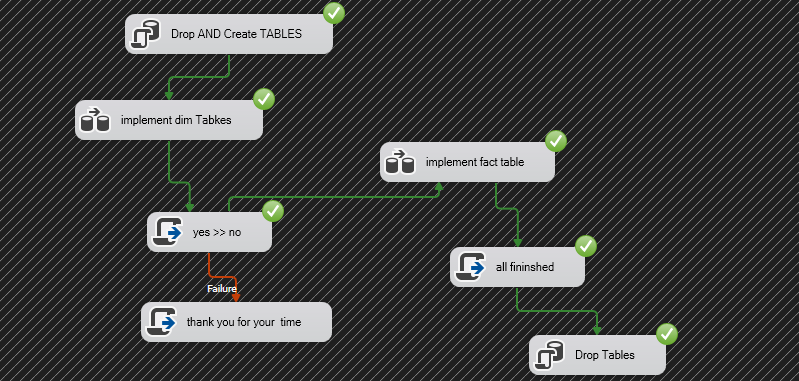 Drop AND Create TABLES
implement dim Tabkes
implement fact table
yes >> no
all fininshed
Failure
thank you for your time
Drop Tables